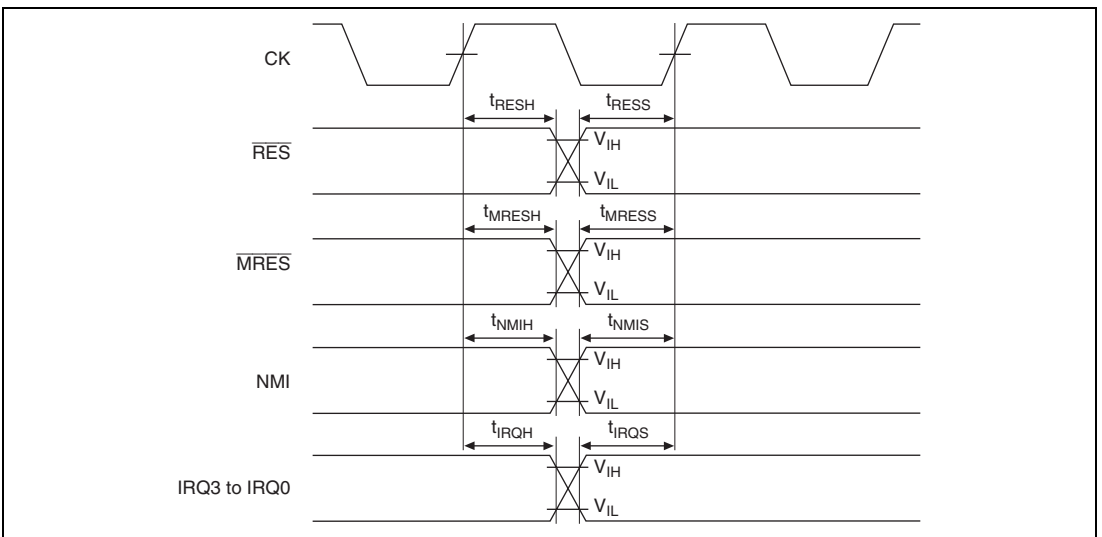 CK
tRESH tRESS
RES
VIH
VIL
tMRESH tMRESS
MRES
VIH
VIL
tNMIH tNMIS
NMI
VIH
VIL
tIRQH tIRQS
IRQ3 to IRQ0
VIH
VIL